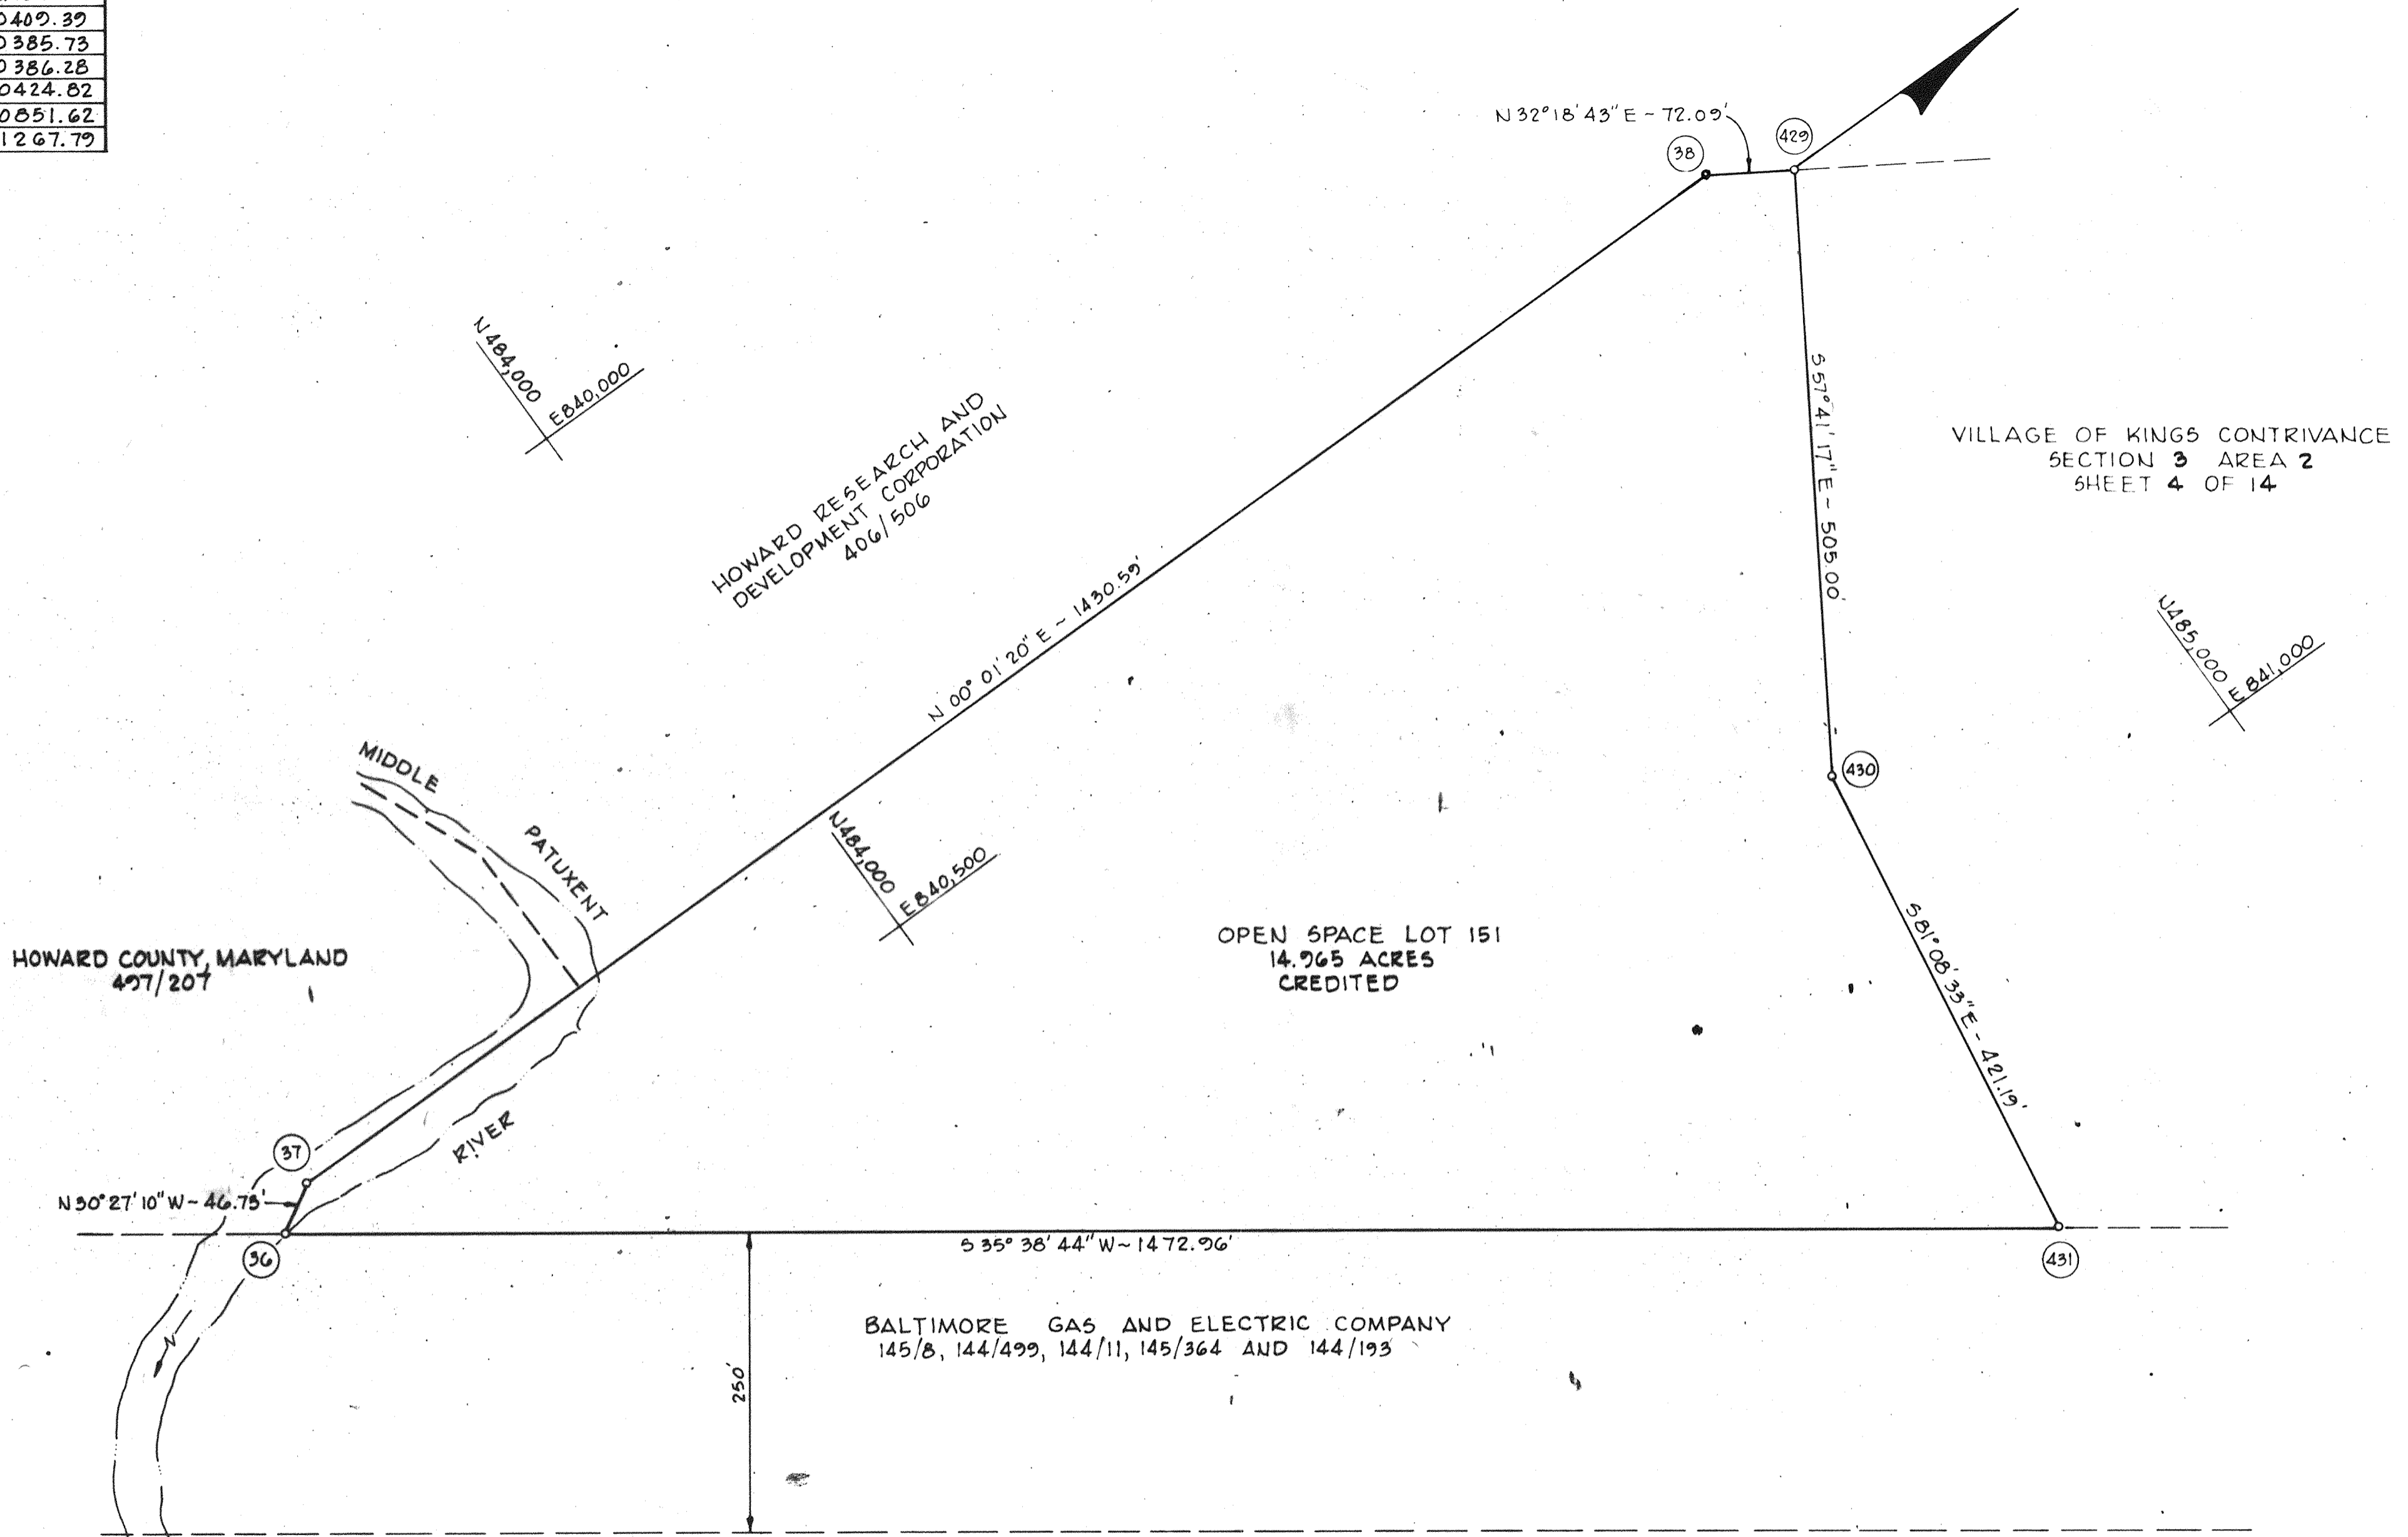 0409.39
0385.73
0386.28
0424.82
0851.62
1267.79
N 32° 18' 43" E ~ 72.09'
38
429
N 484,000
E 840,000
HOWARD RESEARCH AND
DEVELOPMENT CORPORATION
406/506
S 57° 41' 17" E ~ 505.00'
VILLAGE OF KINGS CONTRIVANCE
SECTION 3 AREA 2
SHEET 4 OF 14
N 00° 01' 20" E ~ 1430.59'
N 485,000
E 841,000
MIDDLE
PATUXENT
RIVER
430
N 484,000
E 840,500
HOWARD COUNTY, MARYLAND
497/207
OPEN SPACE LOT 151
14.965 ACRES
CREDITED
S 81° 08' 33" E - 421.19'
37
N 30° 27' 10" W ~ 46.73'
36
S 35° 38' 44" W ~ 1472.96'
431
BALTIMORE GAS AND ELECTRIC COMPANY
145/8, 144/499, 144/11, 145/364 AND 144/193
250'